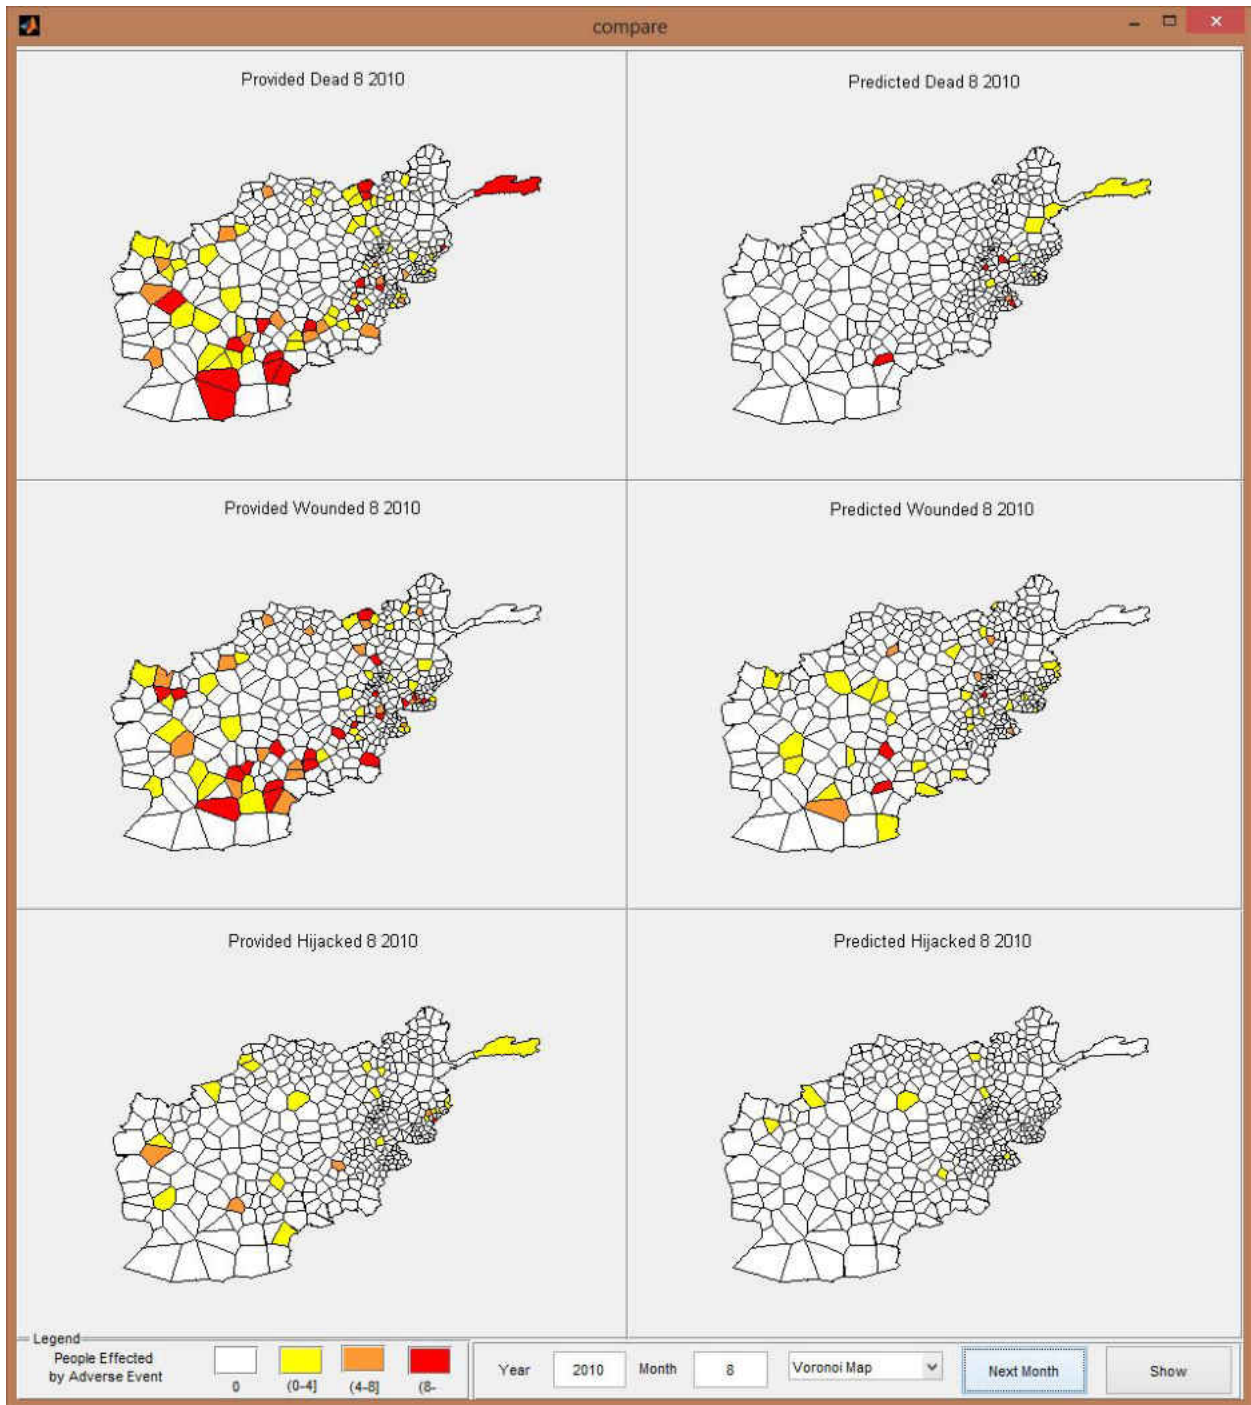 compare
Provided Dead 8 2010
Predicted Dead 8 2010
Provided Wounded 8 2010
Predicted Wounded 8 2010
Provided Hijacked 8 2010
Predicted Hijacked 8 2010
Legend
People Effected
by Adverse Event
0
(0-4]
(4-8]
(8-
Year
2010
Month
8
Voronoi Map
Next Month
Show